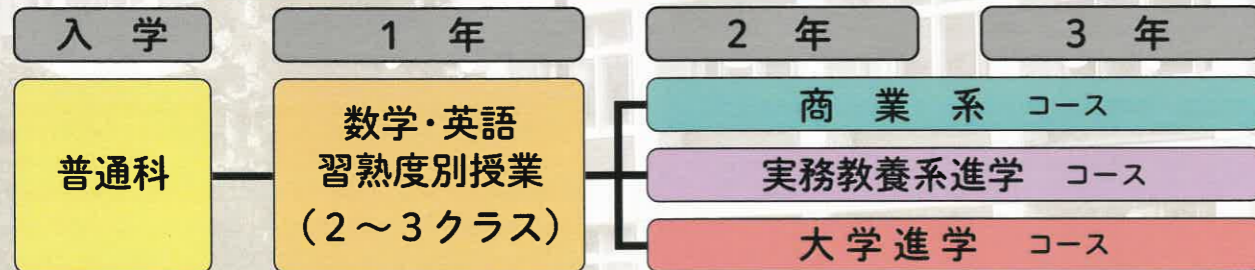 入学
1年
2年
3年
普通科
数学・英語
習熟度別授業
(2~3クラス)
商業系 コース
実務教養系進学 コース
大学進学 コース